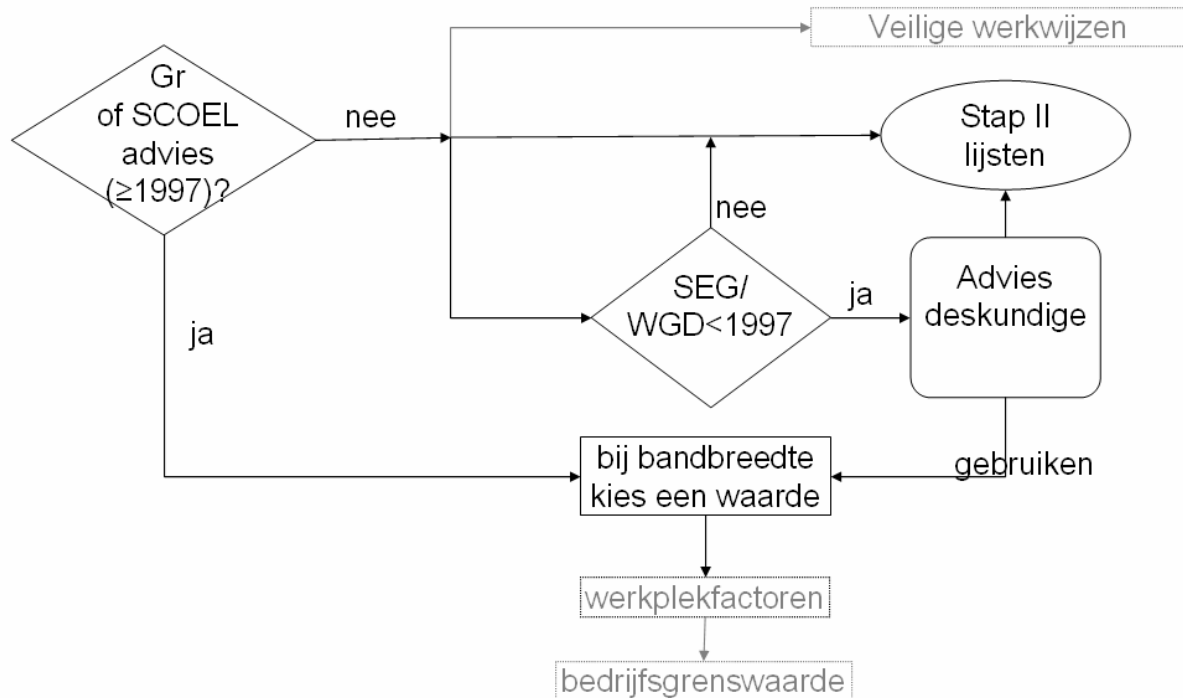 Veilige werkwijzen
Gr
of SCOEL
advies
(≥1997)?
nee
Stap II
lijsten
nee
SEG/
WGD<1997
ja
Advies
deskundige
ja
bij bandbreedte
kies een waarde
gebruiken
werkplekfactoren
bedrijfsgrenswaarde